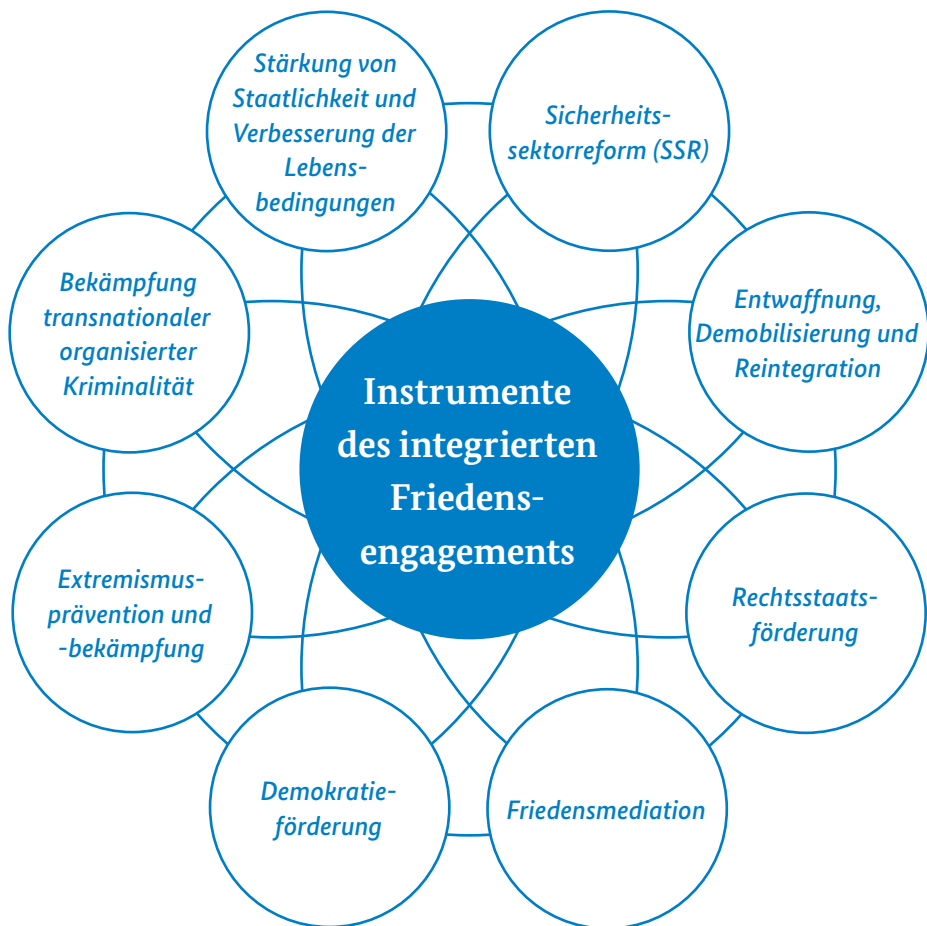 Stärkung von
Staatlichkeit und
Verbesserung der
Lebens-
bedingungen
Sicherheits-
sektorreform (SSR)
Bekämpfung
transnationaler
organisierter
Kriminalität
Entwaffnung,
Demobilisierung und
Reintegration
Instrumente
des integrierten
Friedens-
engagements
Extremismus-
prävention und
-bekämpfung
Rechtsstaats-
förderung
Demokratie-
förderung
Friedensmediation